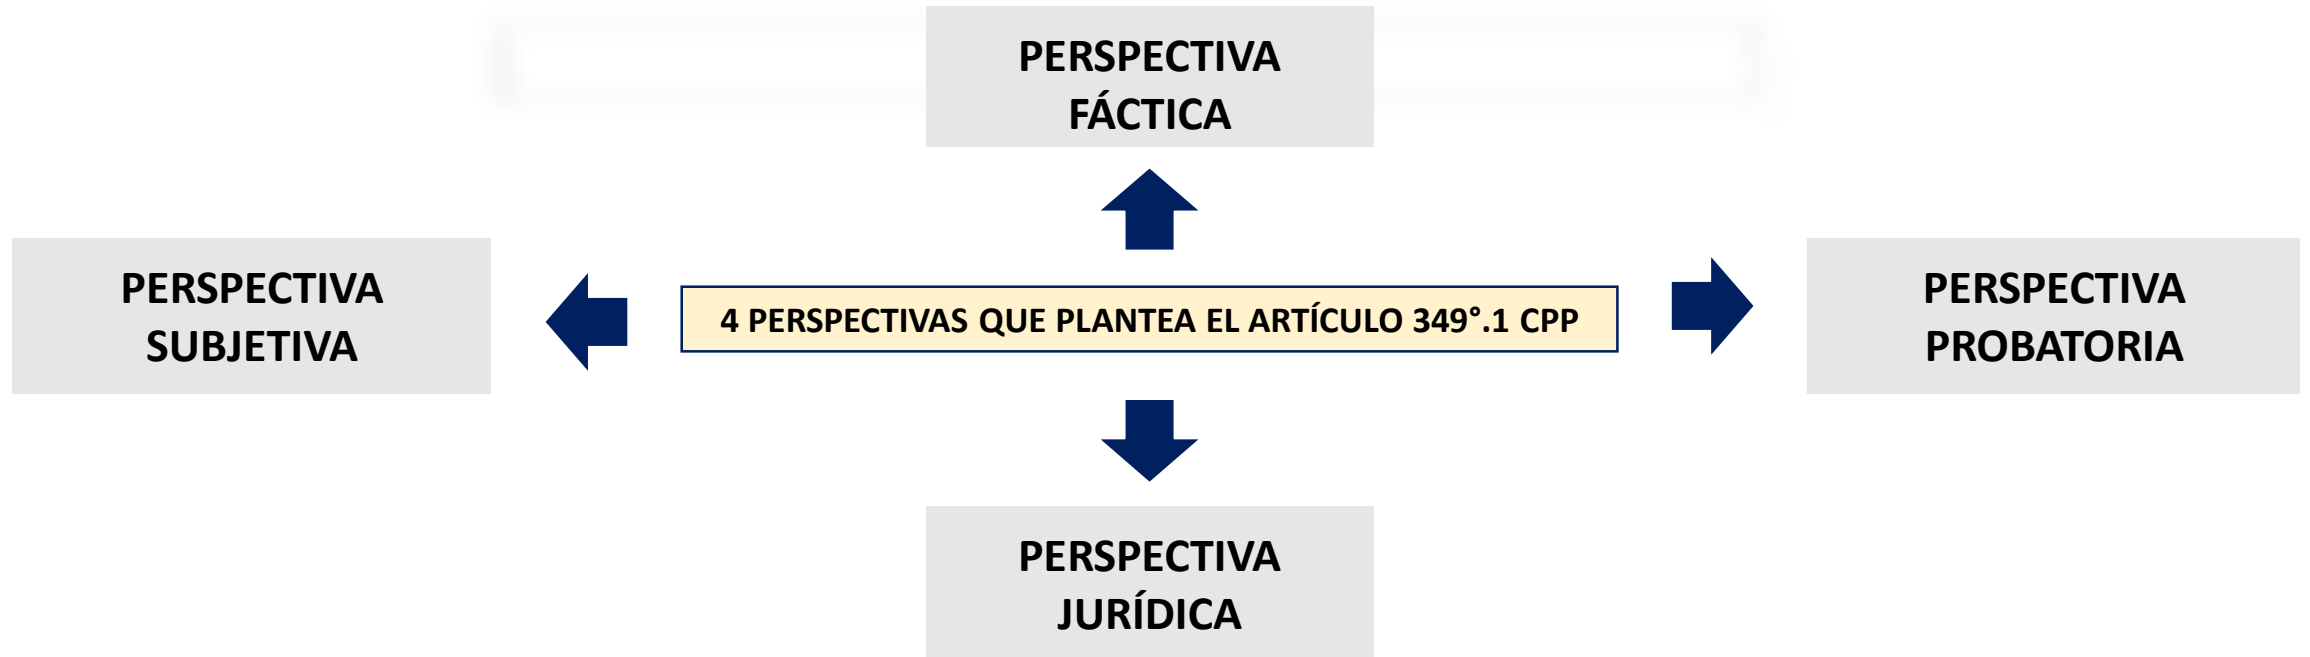 PERSPECTIVA
FÁCTICA
PERSPECTIVA
SUBJETIVA
4 PERSPECTIVAS QUE PLANTEA EL ARTÍCULO 349°.1 CPP
PERSPECTIVA
PROBATORIA
PERSPECTIVA
JURÍDICA